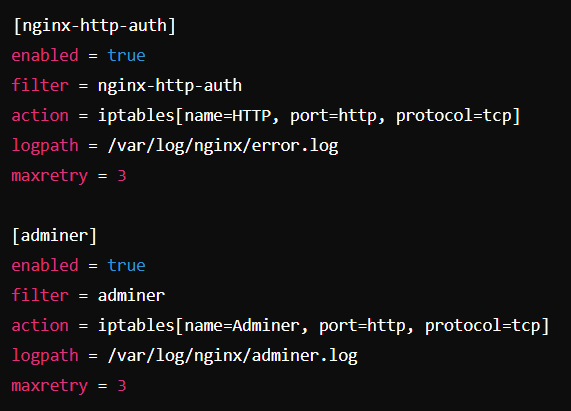 [nginx-http-auth]
enabled = true
filter = nginx-http-auth
action = iptables[name=HTTP, port=http, protocol=tcp]
logpath = /var/log/nginx/error.log
maxretry = 3

[adminer]
enabled = true
filter = adminer
action = iptables[name=Adminer, port=http, protocol=tcp]
logpath = /var/log/nginx/adminer.log
maxretry = 3